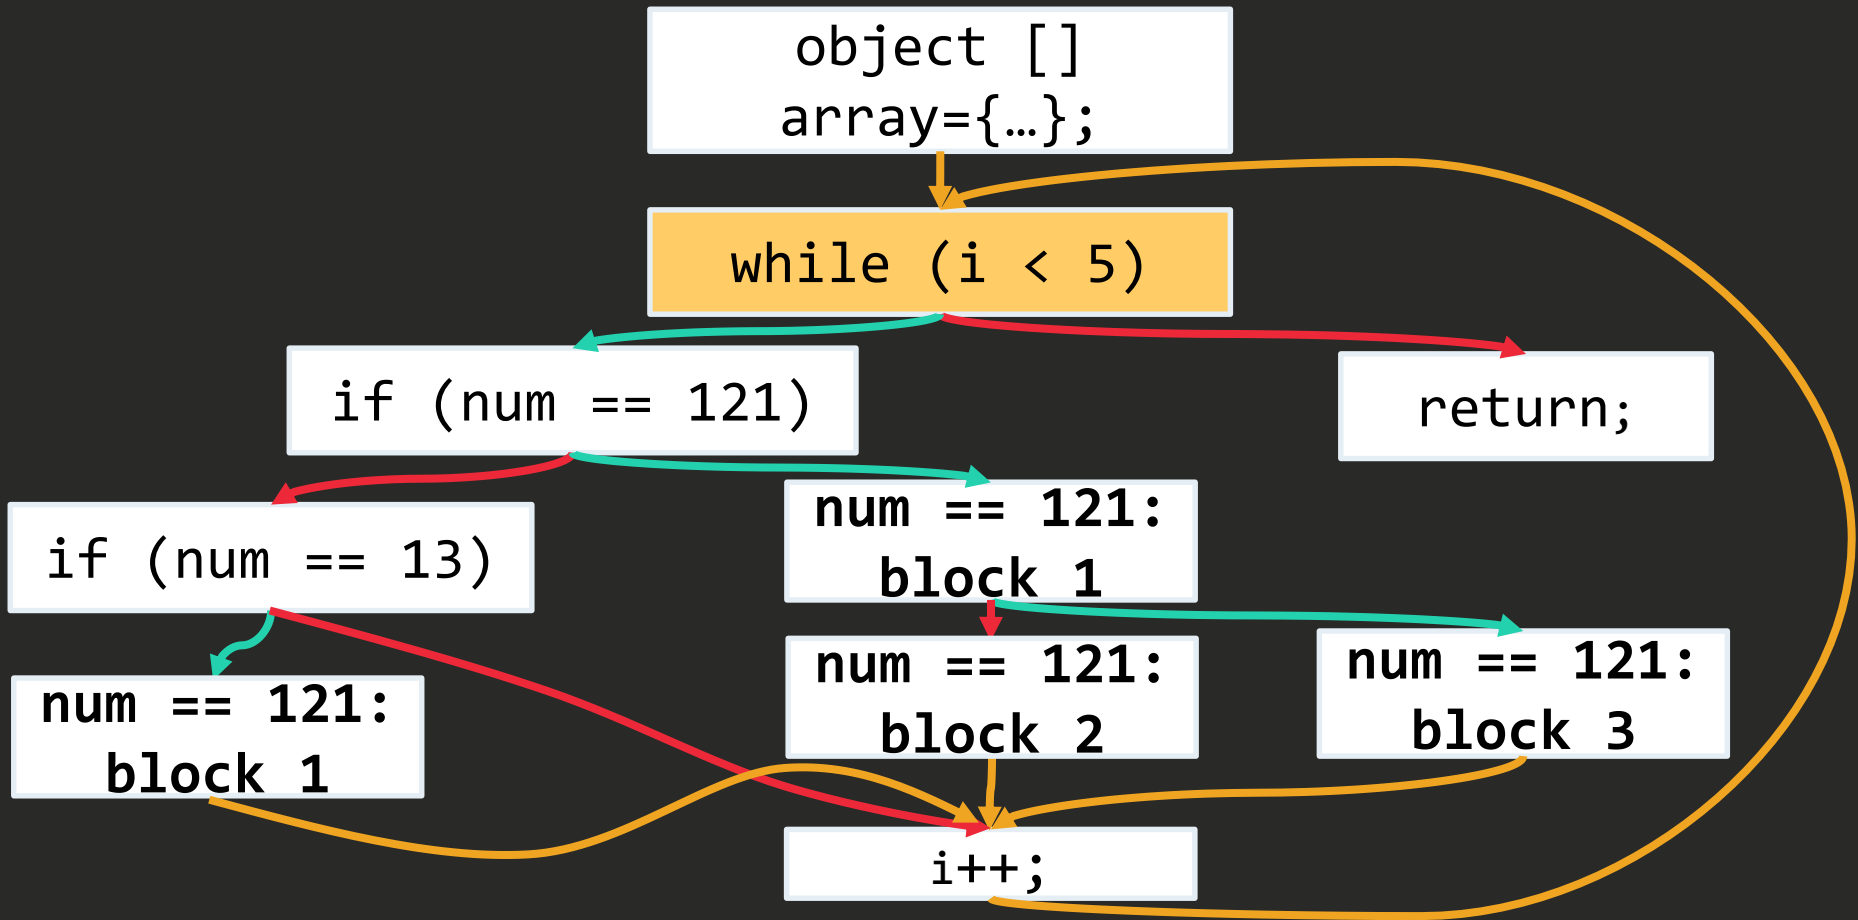 object []
array={…};
while (i < 5)
if (num == 121)
return;
if (num == 13)
num == 121:
block 1
num == 121:
block 1
num == 121:
block 2
num == 121:
block 3
i++;